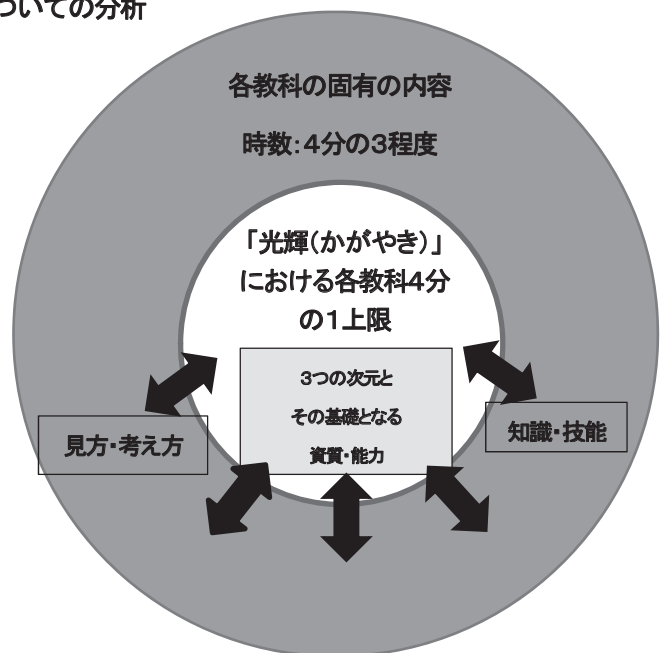 ついての分析
各教科の固有の内容
時数:4分の3程度
「光輝(かがやき)」
における各教科4分
の1上限
3つの次元と
その基礎となる
資質・能力
見方・考え方
知識・技能